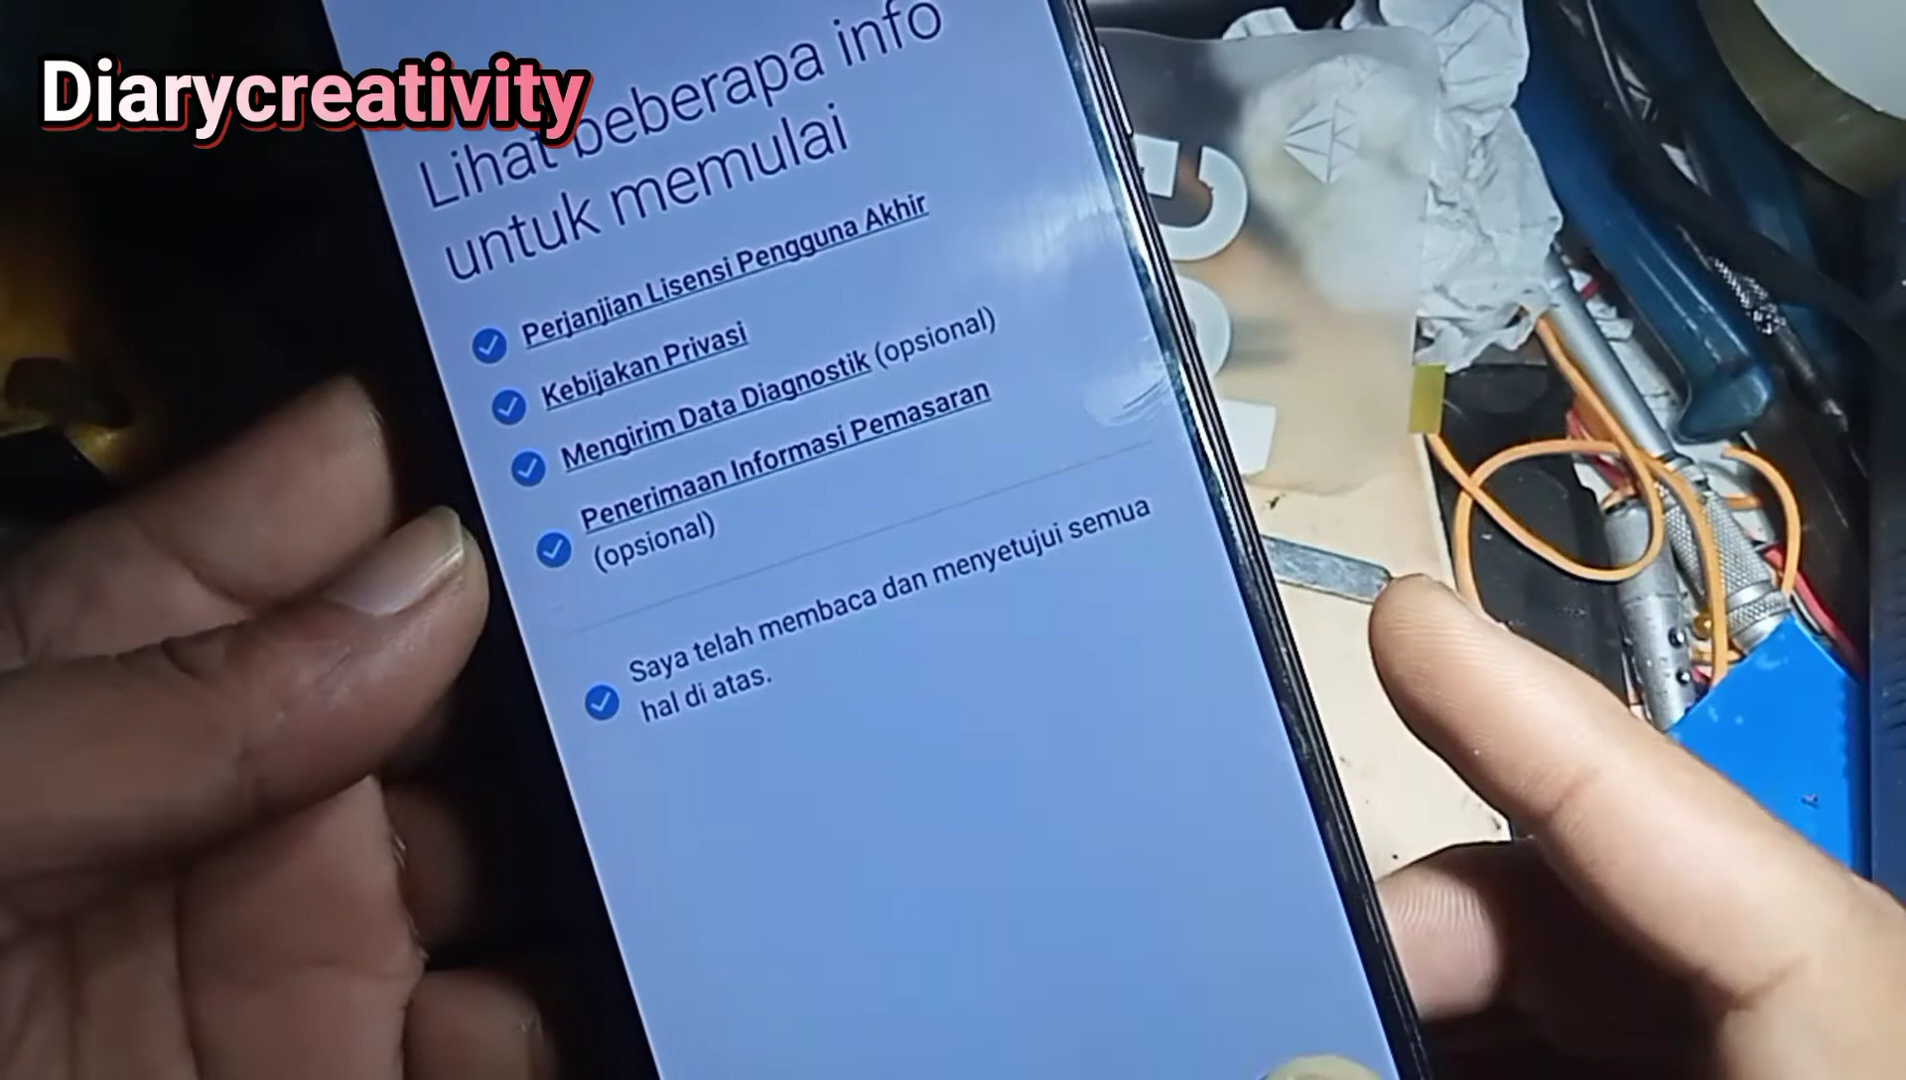 Diarycreativity
Lihat beberapa info
untuk memulai
Perjanjian Lisensi Pengguna Akhir
Kebijakan Privasi
Mengirim Data Diagnostik (opsional)
Penerimaan Informasi Pemasaran
(opsional)
Saya telah membaca dan menyetujui semua
hal di atas.